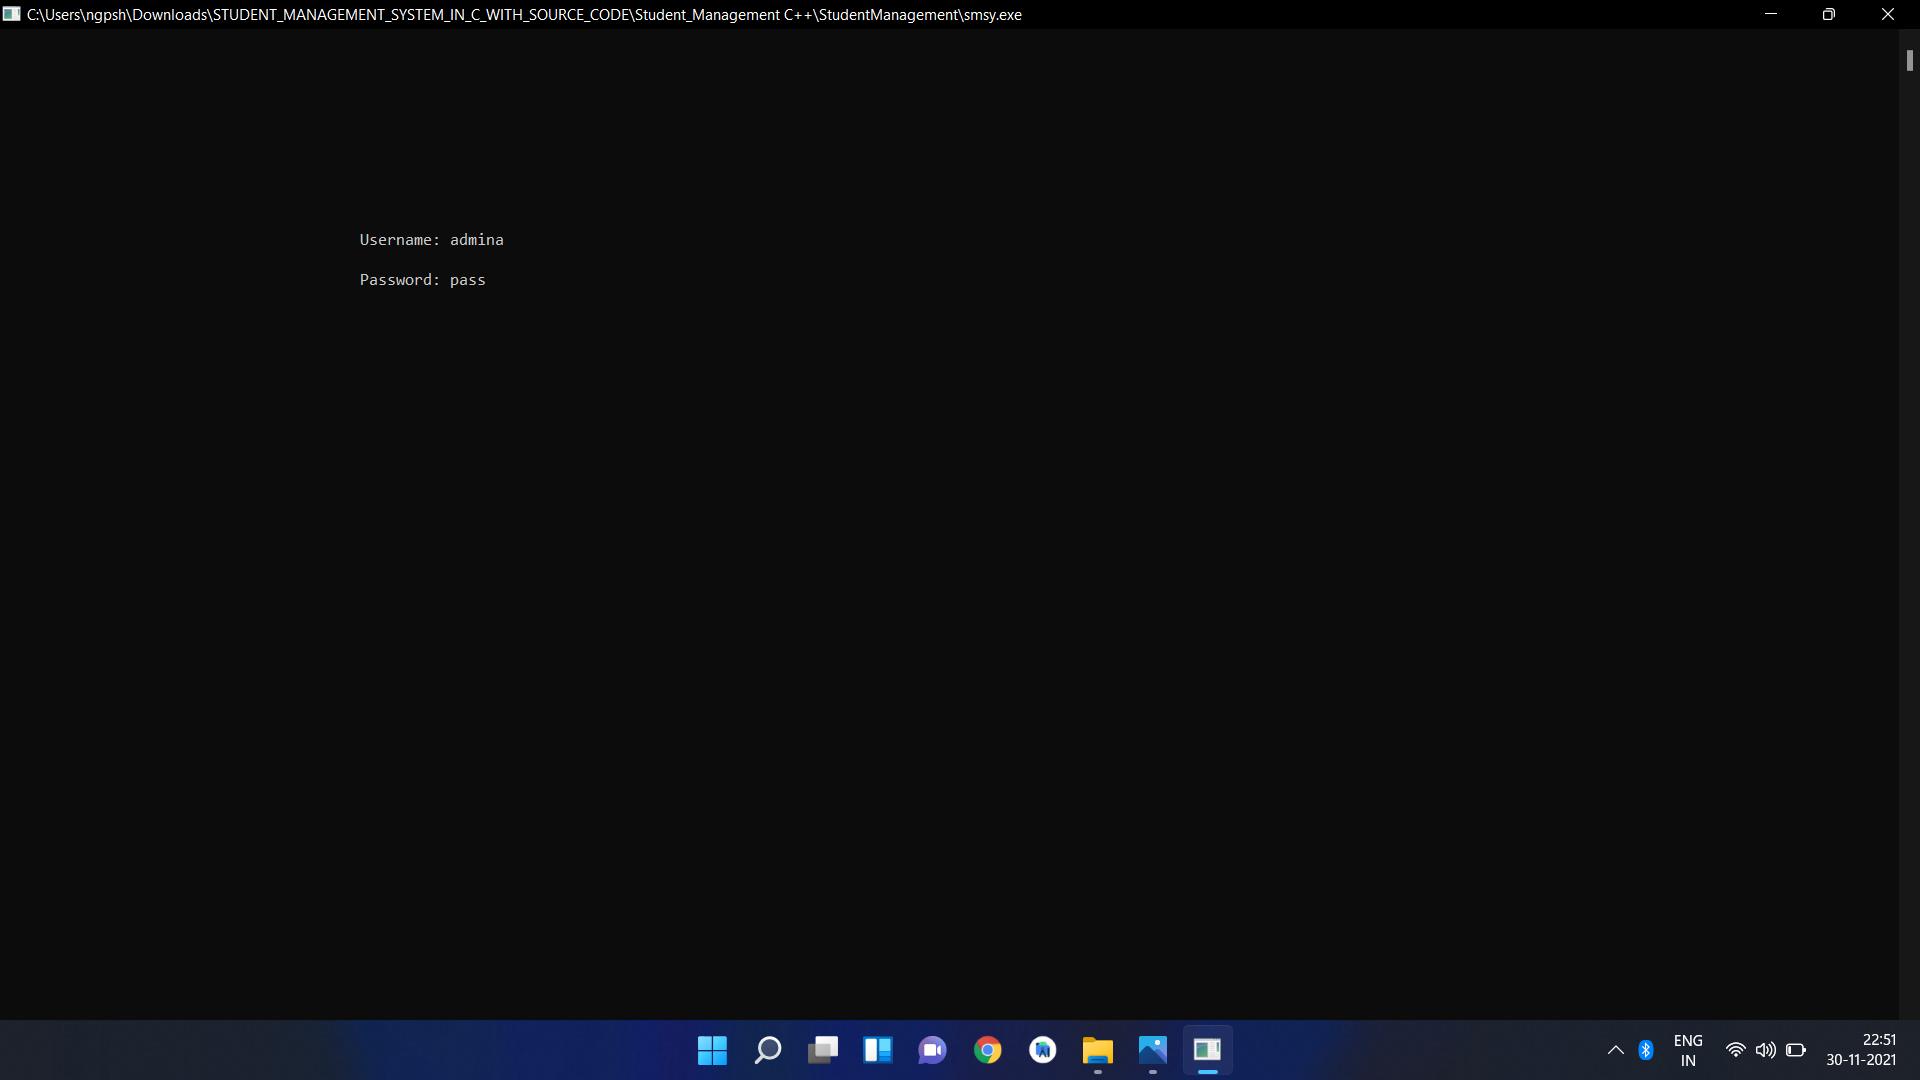 C:\Users\ngpsh\Downloads\STUDENT_MANAGEMENT_SYSTEM_IN_C_WITH_SOURCE_CODE\Student_Management C++\StudentManagement\smsy.exe
Username: admina
Password: pass
ENG
IN
22:51
30-11-2021